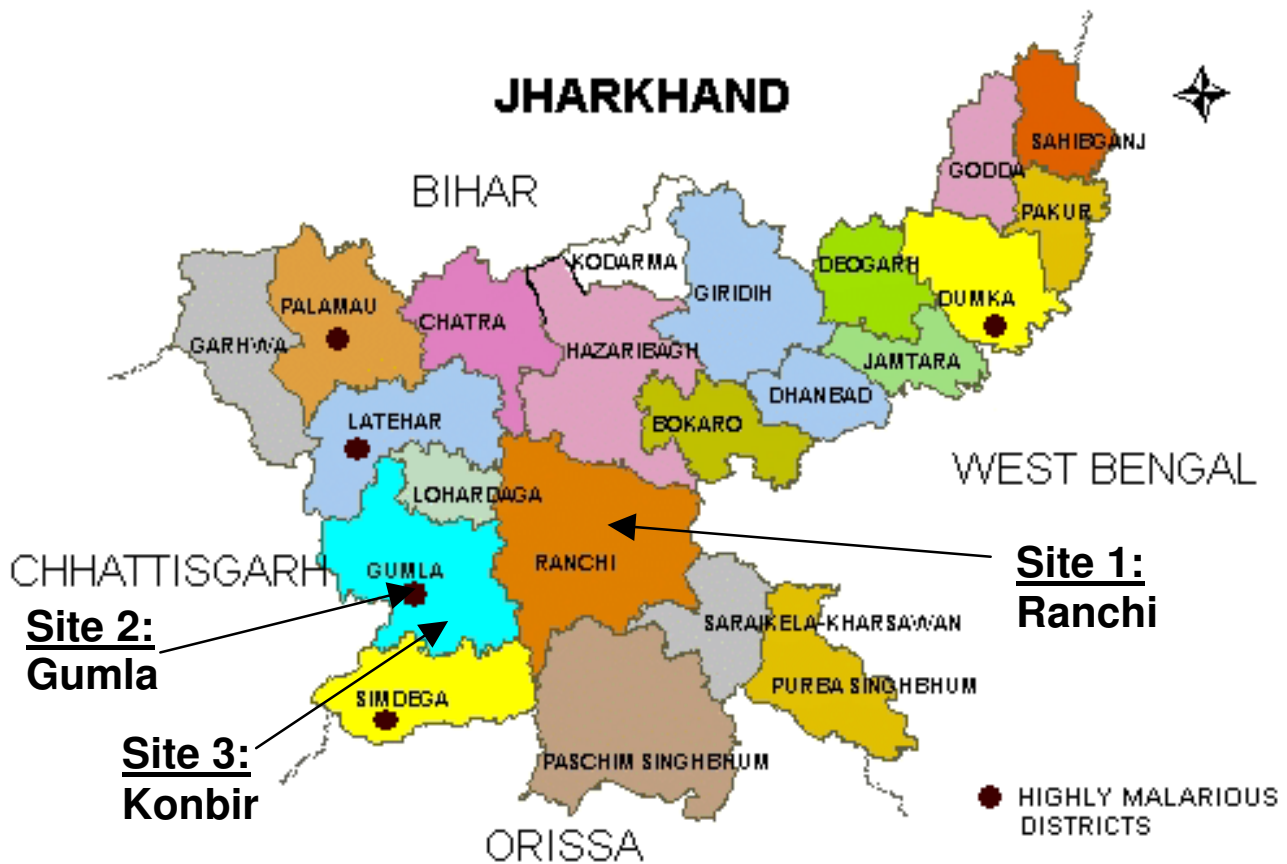 JHARKHAND
BIHAR
SAHIBGANJ
GODDA
PAKUR
KODARMA
DEOGARH
GIRIDIH
DUMKA
PALAMAU
CHATRA
GARHWA
HAZARIBAGH
JAMTARA
DHANBAD
LATEHAR
BOKARO
WEST BENGAL
LOHARDAGA
CHHATTISGARH
GUMLA
RANCHI
Site 1:
Ranchi
Site 2:
Gumla
SARAIKELA-KHARSAWAN
PURBA SINGHBHUM
SIMDEGA
Site 3:
Konbir
PASCHIM SINGHBHUM
HIGHLY MALARIOUS
DISTRICTS
ORISSA